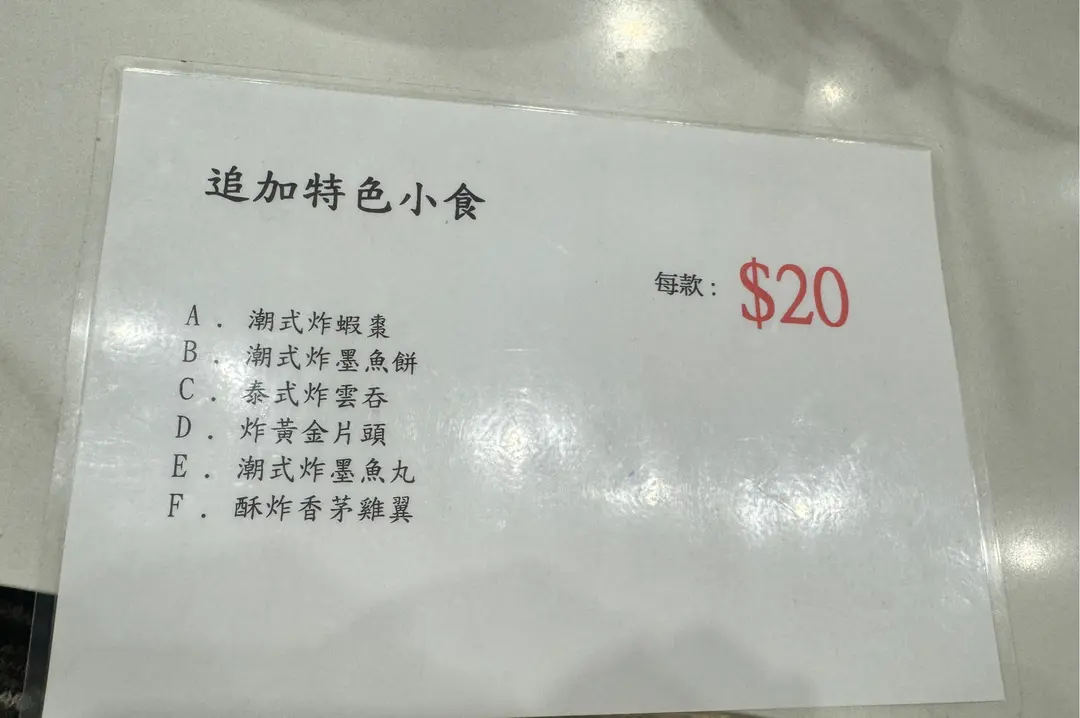 追加特色小食
每款：$20
A．潮式炸蝦棗
B．潮式炸墨魚餅
C．泰式炸雲吞
D．炸黃金片頭
E．潮式炸墨魚丸
F．酥炸香茅雞翼